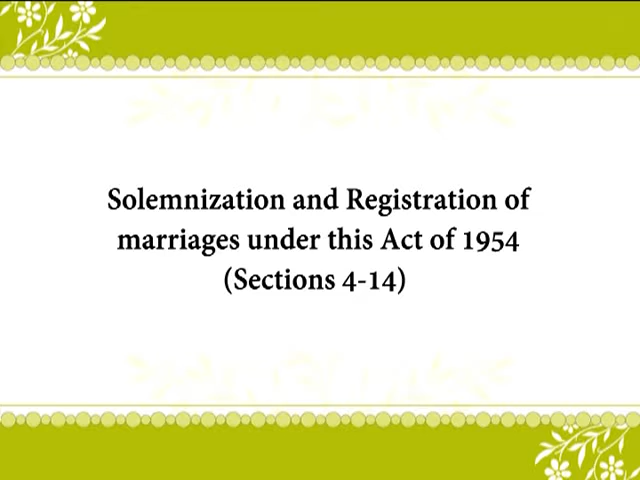 Solemnization and Registration of
marriages under this Act of 1954
(Sections 4-14)